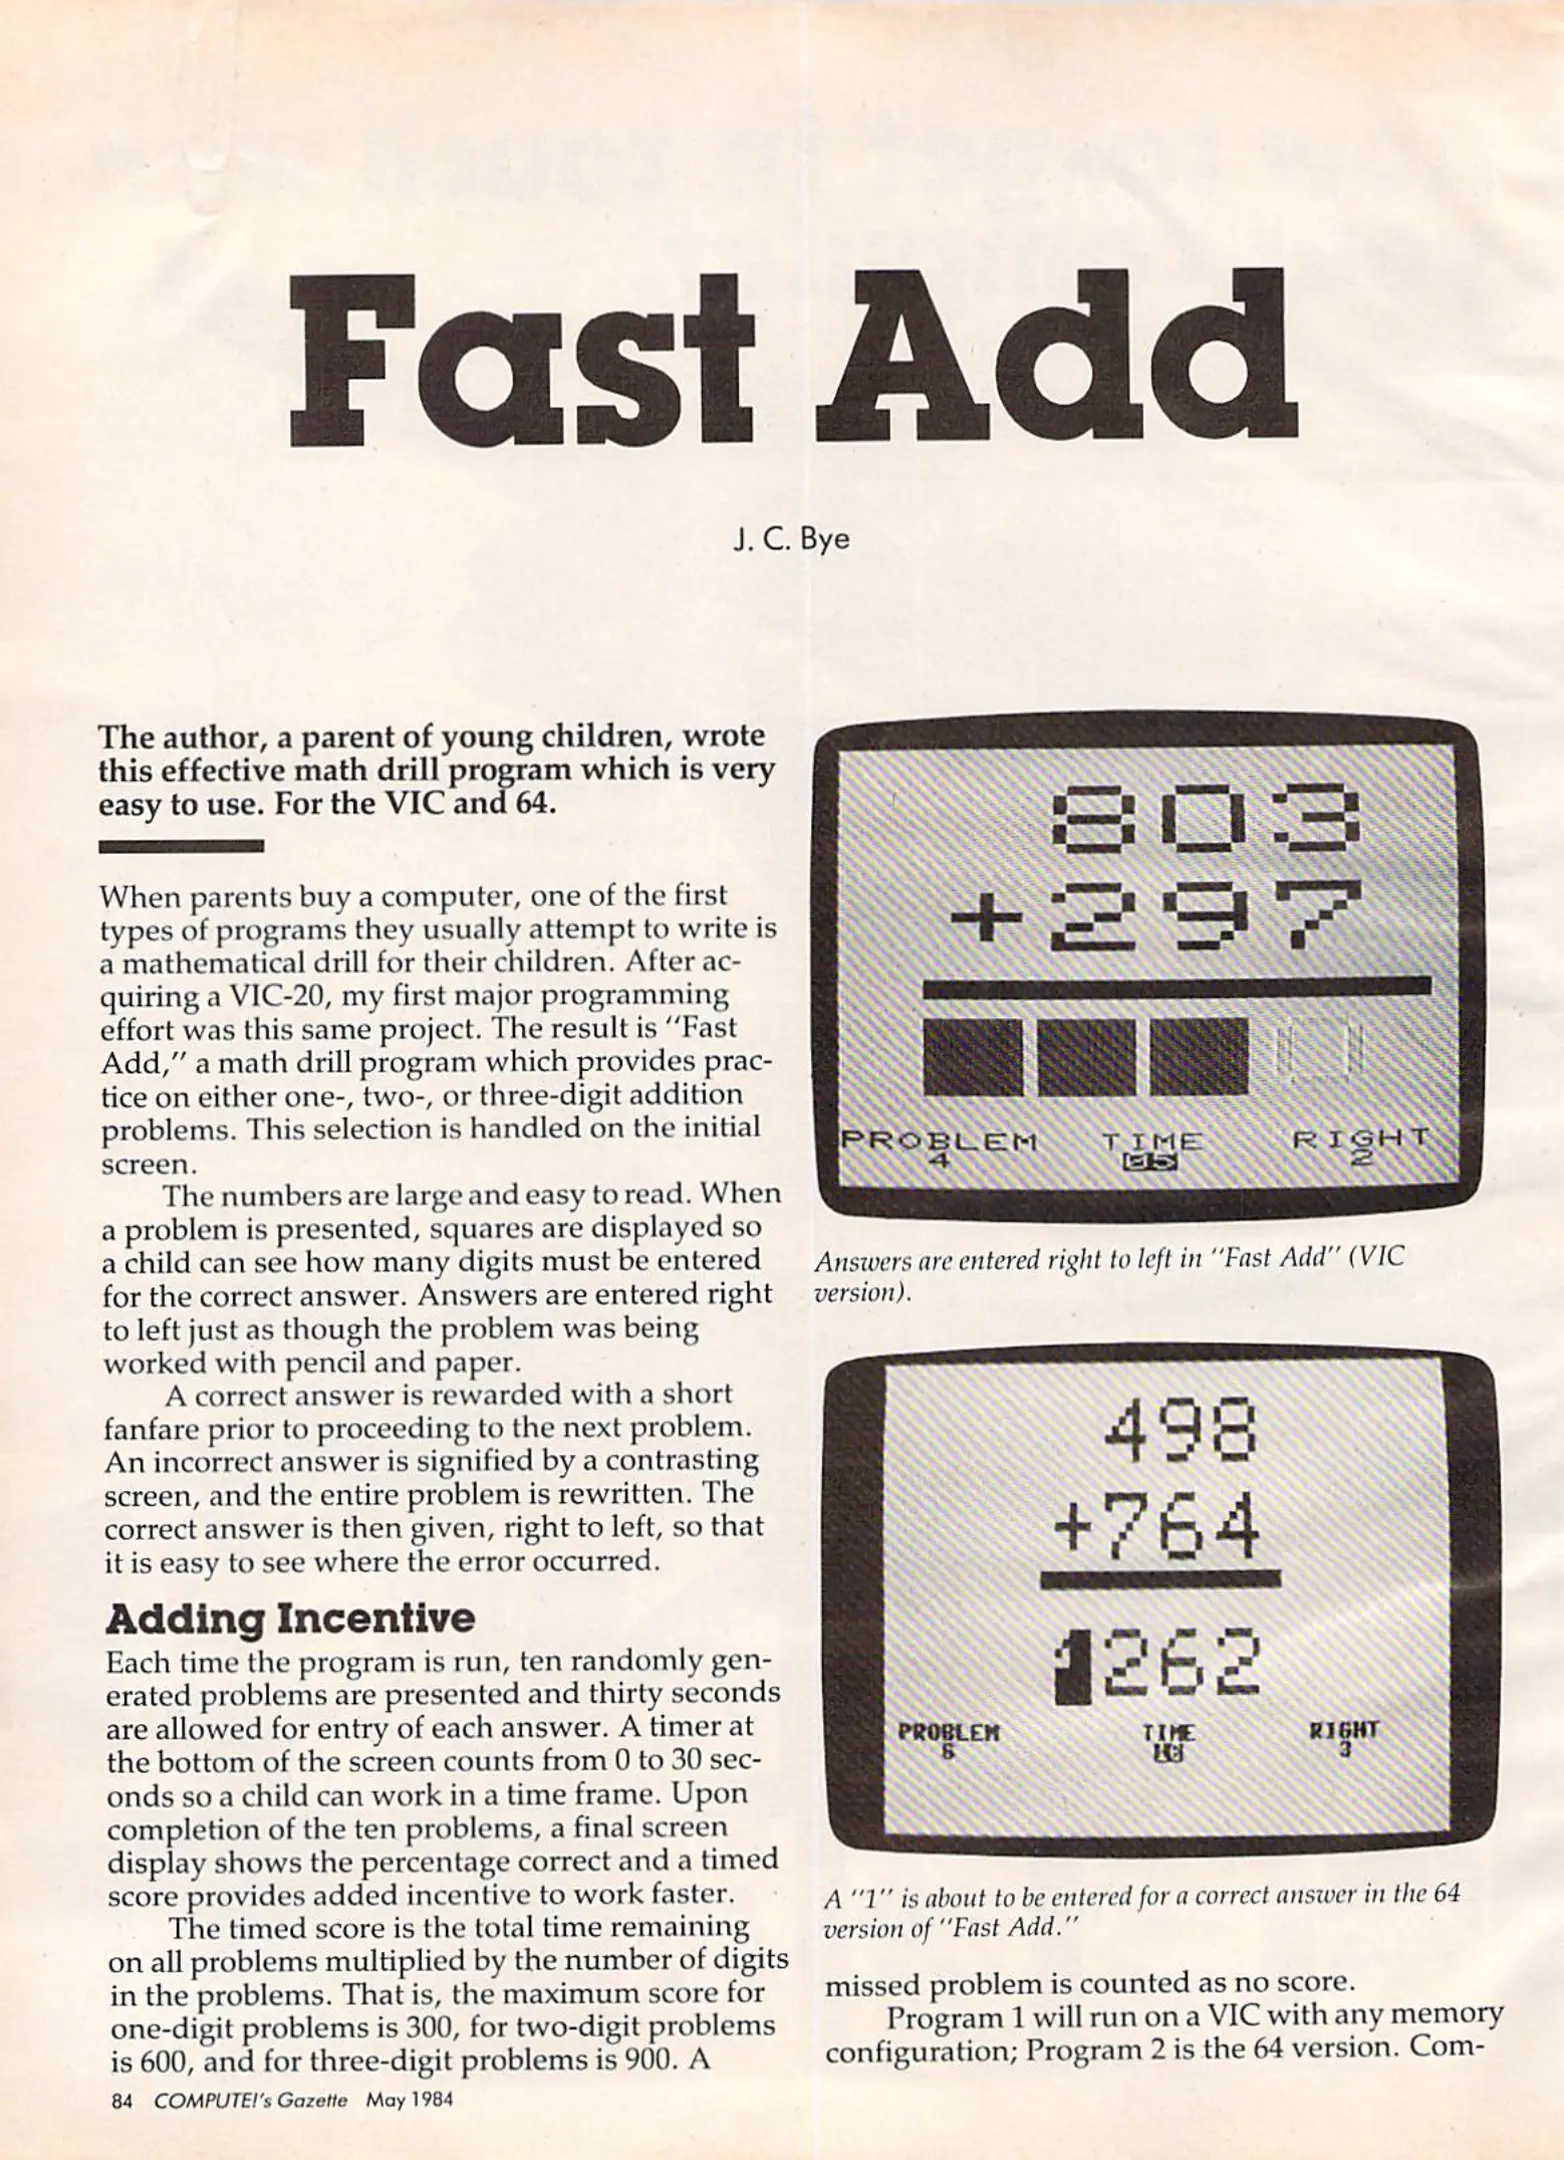 Fast Add
J. C. Bye
The author, a parent of young children, wrote
this effective math drill program which is very
easy to use. For the VIC and 64.
When parents buy a computer, one of the first
types of programs they usually attempt to write is
a mathematical drill for their children. After ac-
quiring a VIC-20, my first major programming
effort was this same project. The result is "Fast
Add," a math drill program which provides prac-
tice on either one-, two-, or three-digit addition
problems. This selection is handled on the initial
screen.
The numbers are large and easy to read. When
a problem is presented, squares are displayed so
a child can see how many digits must be entered
for the correct answer. Answers are entered right
to left just as though the problem was being
worked with pencil and paper.
A correct answer is rewarded with a short
fanfare prior to proceeding to the next problem.
An incorrect answer is signified by a contrasting
screen, and the entire problem is rewritten. The
correct answer is then given, right to left, so that
it is easy to see where the error occurred.
Adding Incentive
Each time the program is run, ten randomly gen-
erated problems are presented and thirty seconds
are allowed for entry of each answer. A timer at
the bottom of the screen counts from 0 to 30 sec-
onds so a child can work in a time frame. Upon
completion of the ten problems, a final screen
display shows the percentage correct and a timed
score provides added incentive to work faster.
The timed score is the total time remaining
on all problems multiplied by the number of digits
in the problems. That is, the maximum score for
one-digit problems is 300, for two-digit problems
is 600, and for three-digit problems is 900. A
803
+297
PROBLEM TIME RIGHT
4 05 2
Answers are entered right to left in "Fast Add" (VIC
version).
498
+764
1262
PROBLEM TIME RIGHT
6 3
A "1" is about to be entered for a correct answer in the 64
version of "Fast Add."
missed problem is counted as no score.
Program 1 will run on a VIC with any memory
configuration; Program 2 is the 64 version. Com-
84 COMPUTE!'s Gazette May 1984